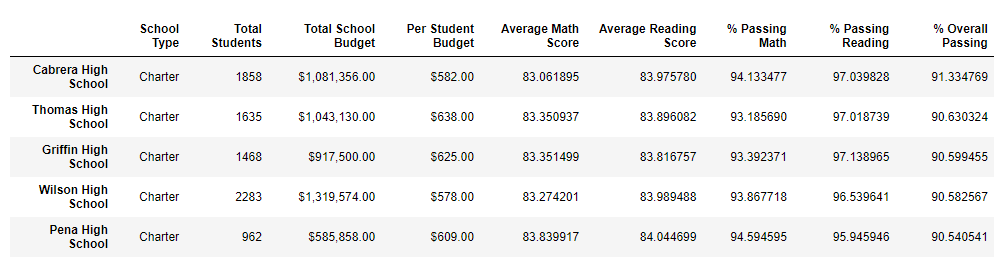 School Type Total Students Total School Budget Per Student Budget Average Math Score Average Reading Score % Passing Math % Passing Reading % Overall Passing
Cabrera High School Charter 1858 $1,081,356.00 $582.00 83.061895 83.975780 94.133477 97.039828 91.334769
Thomas High School Charter 1635 $1,043,130.00 $638.00 83.350937 83.896082 93.185690 97.018739 90.630324
Griffin High School Charter 1468 $917,500.00 $625.00 83.351499 83.816757 93.392371 97.138965 90.599455
Wilson High School Charter 2283 $1,319,574.00 $578.00 83.274201 83.989488 93.867718 96.539641 90.582567
Pena High School Charter 962 $585,858.00 $609.00 83.839917 84.044699 94.594595 95.945946 90.540541